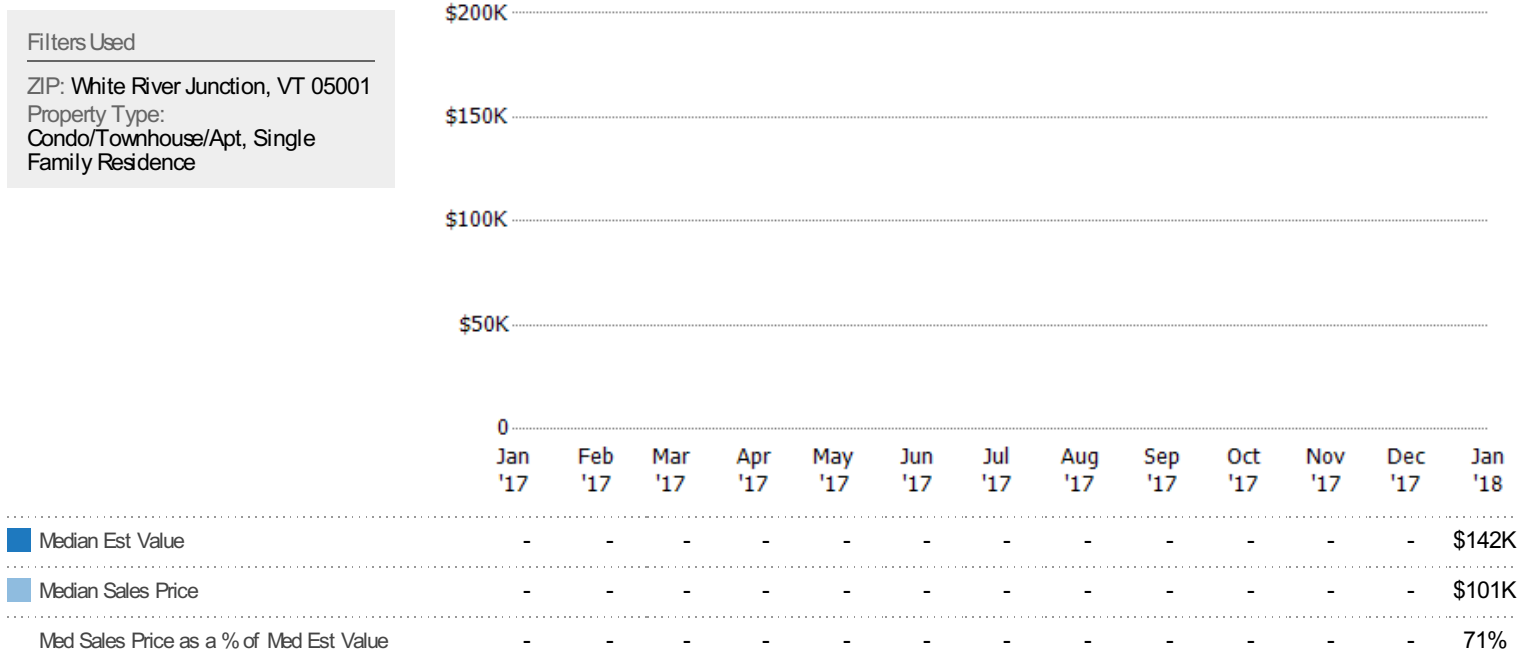 Filters Used
ZIP: White River Junction, VT 05001
Property Type:
Condo/Townhouse/Apt, Single
Family Residence
$200K
$150K
$100K
$50K
0
Jan Feb Mar Apr May Jun Jul Aug Sep Oct Nov Dec Jan
'17 '17 '17 '17 '17 '17 '17 '17 '17 '17 '17 '17 '18
Median Est Value - - - - - - - - - - - - $142K
Median Sales Price - - - - - - - - - - - - $101K
Med Sales Price as a % of Med Est Value - - - - - - - - - - - - 71%